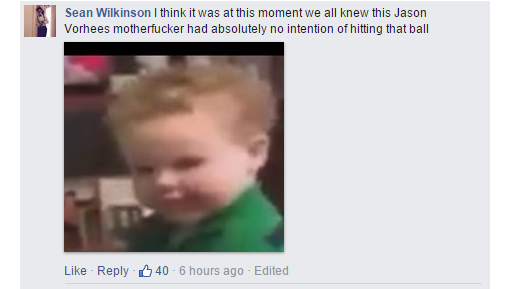 Sean Wilkinson I think it was at this moment we all knew this Jason
Vorhees motherfucker had absolutely no intention of hitting that ball
Like · Reply · 40 · 6 hours ago · Edited